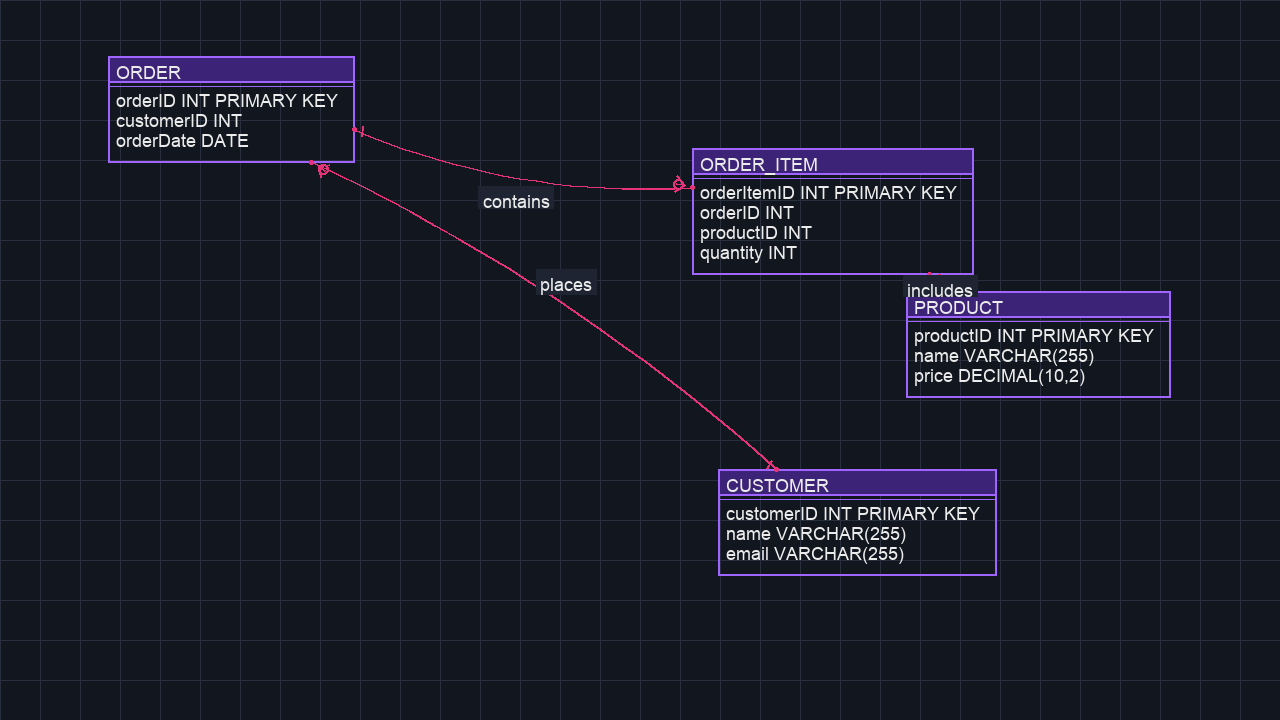 ORDER
orderID INT PRIMARY KEY
customerID INT
orderDate DATE
contains
ORDER_ITEM
orderItemID INT PRIMARY KEY
orderID INT
productID INT
quantity INT
places
includes
PRODUCT
productID INT PRIMARY KEY
name VARCHAR(255)
price DECIMAL(10,2)
CUSTOMER
customerID INT PRIMARY KEY
name VARCHAR(255)
email VARCHAR(255)